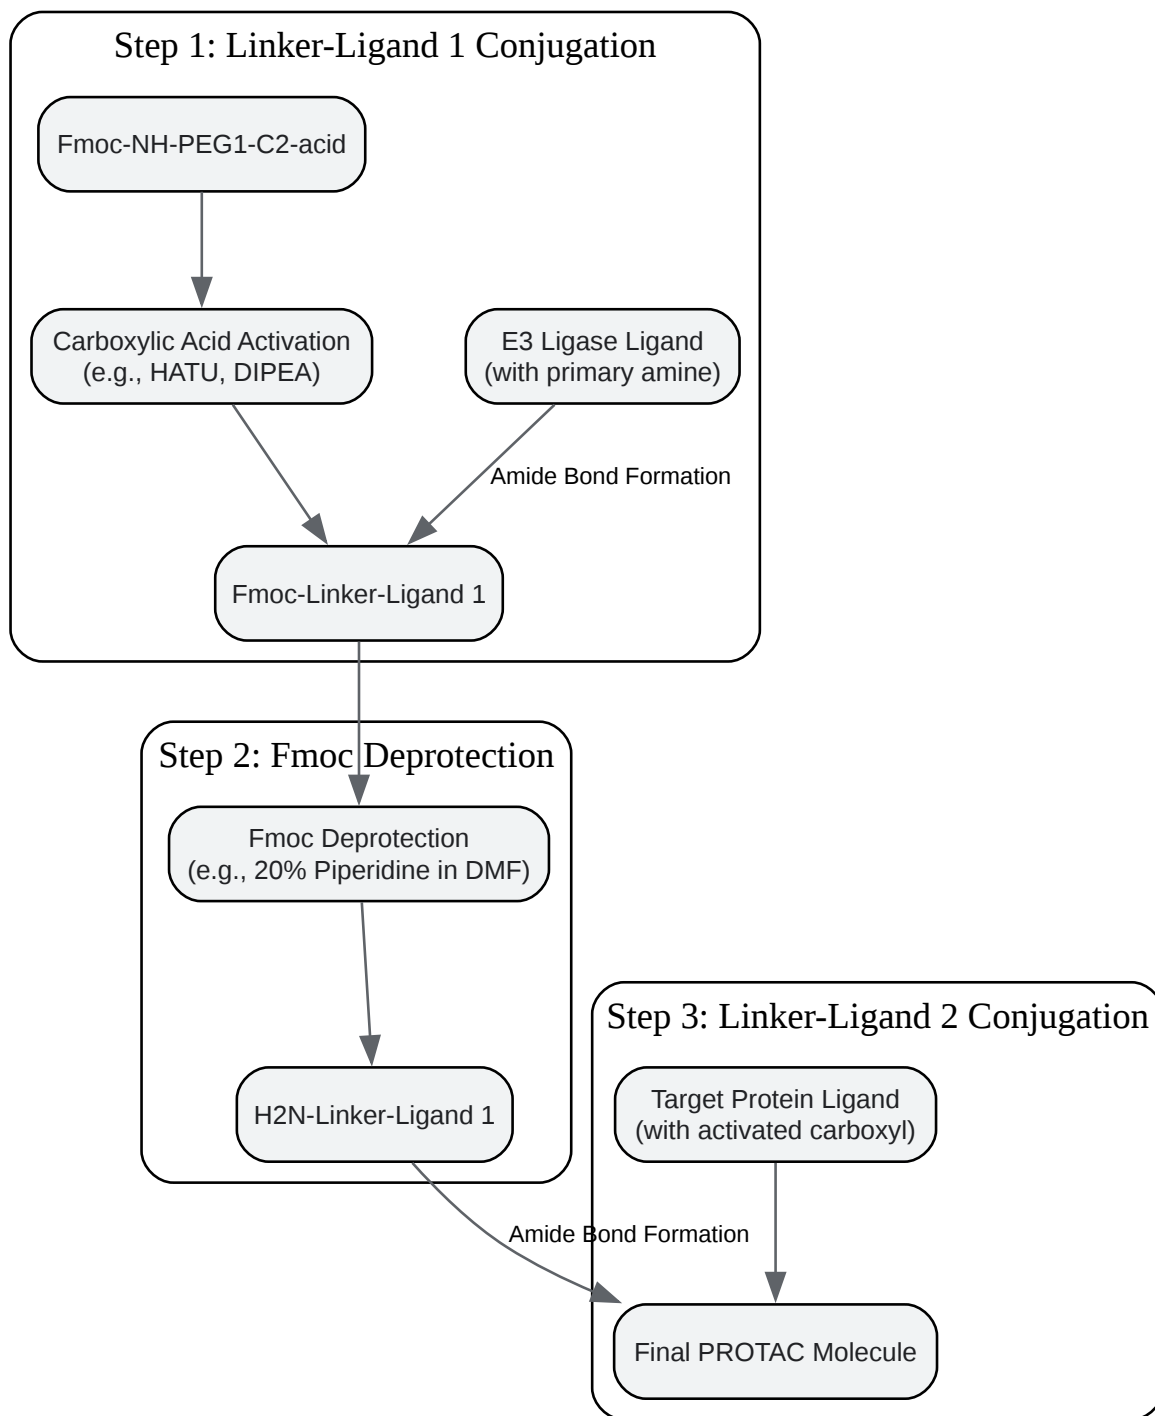 Step 1: Linker-Ligand 1 Conjugation
Fmoc-NH-PEG1-C2-acid
Carboxylic Acid Activation
(e.g., HATU, DIPEA)
E3 Ligase Ligand
(with primary amine)
Amide Bond Formation
Fmoc-Linker-Ligand 1
Step 2: Fmoc Deprotection
Fmoc Deprotection
(e.g., 20% Piperidine in DMF)
H2N-Linker-Ligand 1
Step 3: Linker-Ligand 2 Conjugation
Target Protein Ligand
(with activated carboxyl)
Amide Bond Formation
Final PROTAC Molecule